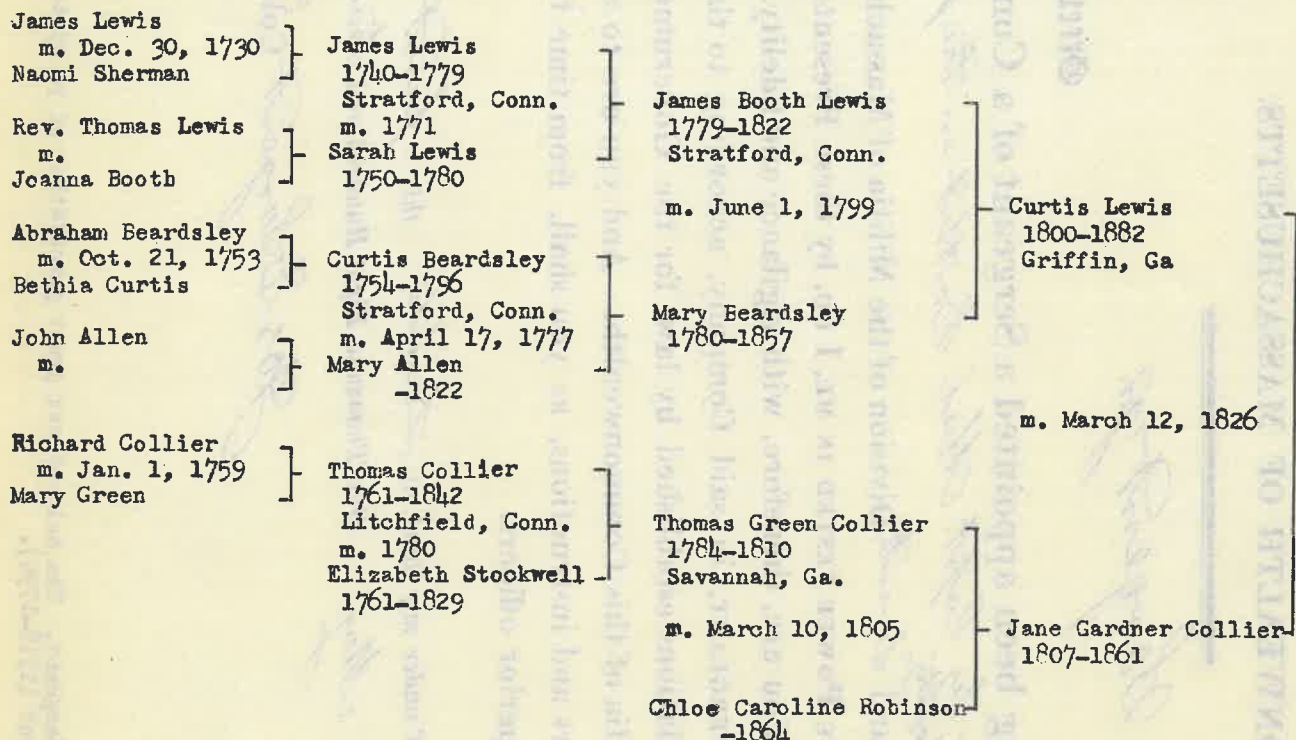 James Lewis
m. Dec. 30, 1730
Naomi Sherman
Rev. Thomas Lewis
m.
Joanna Booth
Abraham Beardsley
m. Oct. 21, 1753
Bethia Curtis
John Allen
m.
Richard Collier
m. Jan. 1, 1759
Mary Green
James Lewis
1740-1779
Stratford, Conn.
m. 1771
Sarah Lewis
1750-1780
Curtis Beardsley
1754-1796
Stratford, Conn.
m. April 17, 1777
Mary Allen
-1822
Thomas Collier
1761-1842
Litchfield, Conn.
m. 1780
Elizabeth Stockwell
1761-1829
James Booth Lewis
1779-1822
Stratford, Conn.
m. June 1, 1799
Mary Beardsley
1780-1857
Thomas Green Collier
1784-1810
Savannah, Ga.
m. March 10, 1805
Chloe Caroline Robinson
-1864
Curtis Lewis
1800-1882
Griffin, Ga
m. March 12, 1826
Jane Gardner Collier
1807-1861